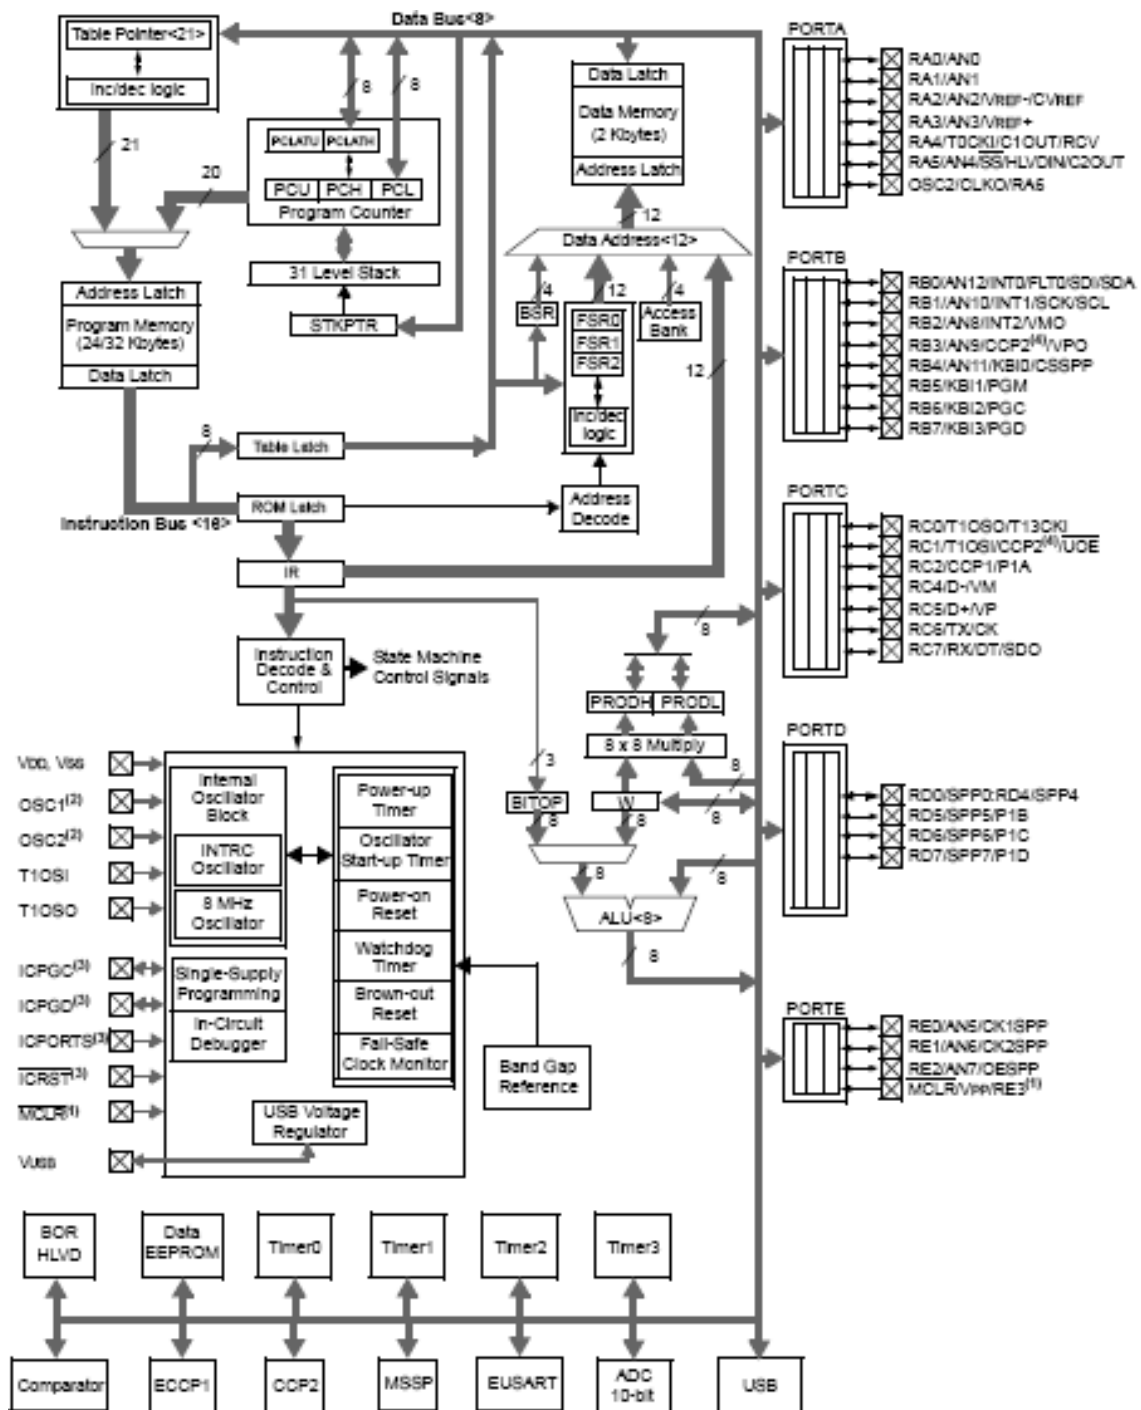 Data Bus<8>
Table Pointer<21>
Inc/dec logic
21
20
8
8
PCLATU PCLATH
PCU PCH PCL
Program Counter
31 Level Stack
STKPTR
Address Latch
Program Memory
(24/32 Kbytes)
Data Latch
8
Table Latch
ROM Latch
Instruction Bus <16>
IR
Data Latch
Data Memory
(2 Kbytes)
Address Latch
12
Data Address<12>
4
12
4
BSR
FSR0
FSR1
FSR2
Access
Bank
12
inc/dec
logic
Address
Decode
Instruction
Decode &
Control
State Machine
Control Signals
8
PRODH PRODL
8 x 8 Multiply
3
8
BITOP
W
8
8
8
8
8
ALU<8>
8
VDD, VSS
OSC1(2)
OSC2(2)
T1OSI
T1OSO
ICPGC(3)
ICPGD(3)
ICPORTS(3)
ICRST(3)
MCLR(1)
VUSB
Internal
Oscillator
Block
INTRC
Oscillator
8 MHz
Oscillator
Single-Supply
Programming
In-Circuit
Debugger
Power-up
Timer
Oscillator
Start-up Timer
Power-on
Reset
Watchdog
Timer
Brown-out
Reset
Fail-Safe
Clock Monitor
Band Gap
Reference
USB Voltage
Regulator
PORTA
RA0/AN0
RA1/AN1
RA2/AN2/VREF-/CVREF
RA3/AN3/VREF+
RA4/T0CKI/C1OUT/RCV
RA5/AN4/SS/HLVDIN/C2OUT
OSC2/CLKO/RA6
PORTB
RB0/AN12/INT0/FLT0/SDI/SDA
RB1/AN10/INT1/SCK/SCL
RB2/AN8/INT2/VMO
RB3/AN9/CCP2(4)/VPO
RB4/AN11/KBI0/CSSPP
RB5/KBI1/PGM
RB6/KBI2/PGC
RB7/KBI3/PGD
PORTC
RC0/T1OSO/T13CKI
RC1/T1OSI/CCP2(4)/UOE
RC2/CCP1/P1A
RC4/D-/VM
RC5/D+/VP
RC6/TX/CK
RC7/RX/DT/SDO
PORTD
RD0/SPP0:RD4/SPP4
RD5/SPP5/P1B
RD6/SPP6/P1C
RD7/SPP7/P1D
PORTE
RE0/AN5/CK1SPP
RE1/AN6/CK2SPP
RE2/AN7/OESPP
MCLR/VPP/RE3(1)
BOR
HLVD
Data
EEPROM
Timer0
Timer1
Timer2
Timer3
Comparator
ECCP1
CCP2
MSSP
EUSART
ADC
10-bit
USB